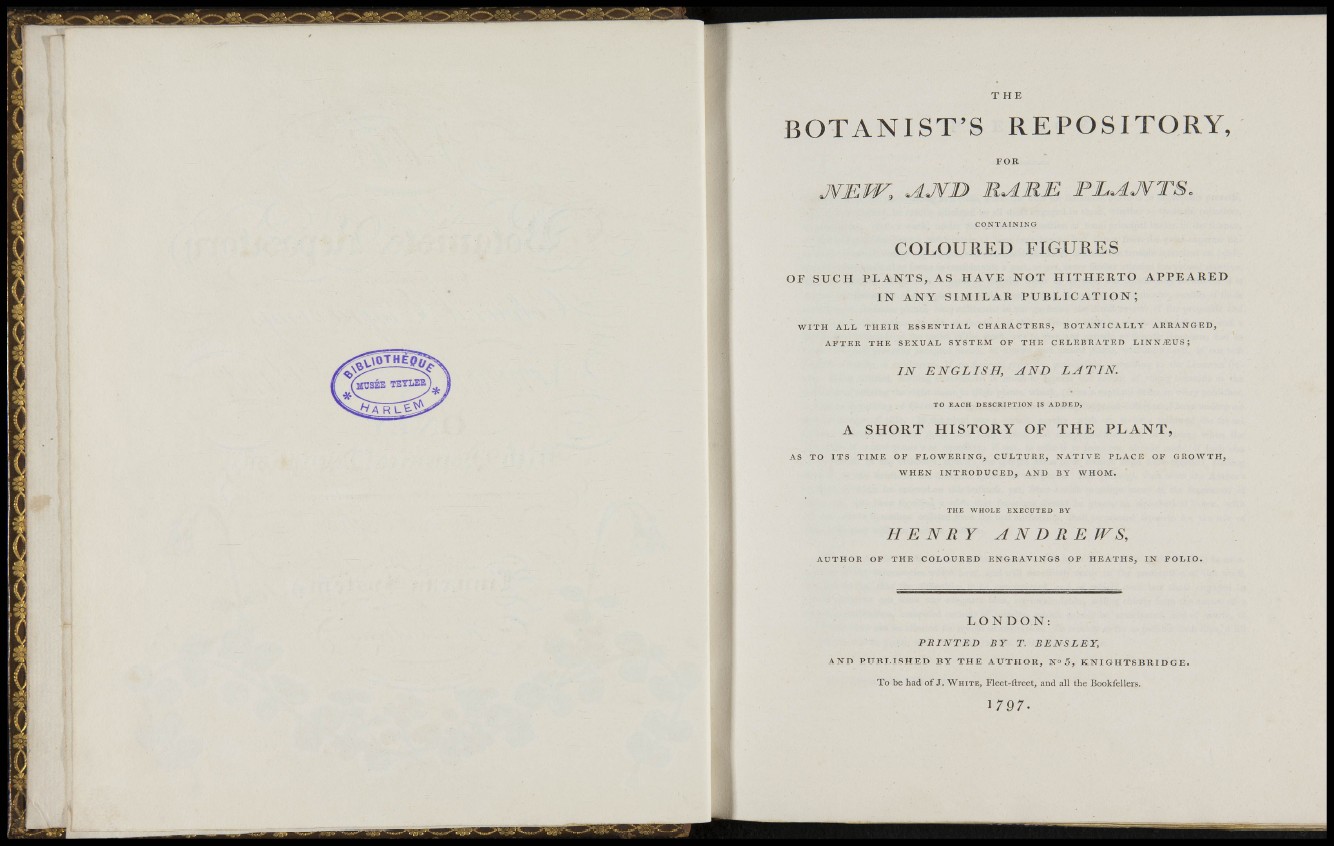 BIBLIOTHÈQUE
MUSÉE TEYLER
* HARLEM *
THE
BOTANIST'S REPOSITORY,
FOR
NEW, AND RARE PLANTS.
CONTAINING
COLOURED FIGURES
OF SUCH PLANTS, AS HAVE NOT HITHERTO APPEARED
IN ANY SIMILAR PUBLICATION;
WITH ALL THEIR ESSENTIAL CHARACTERS, BOTANICALLY ARRANGED,
AFTER THE SEXUAL SYSTEM OF THE CELEBRATED LINNÆUS;
IN ENGLISH, AND LATIN.
TO EACH DESCRIPTION IS ADDED,
A SHORT HISTORY OF THE PLANT,
AS TO ITS TIME OF FLOWERING, CULTURE, NATIVE PLACE OF GROWTH,
WHEN INTRODUCED, AND BY WHOM.
THE WHOLE EXECUTED BY
HENRY ANDREWS,
AUTHOR OF THE COLOURED ENGRAVINGS OF HEATHS, IN FOLIO.
LONDON:
PRINTED BY T. BENSLEY,
AND PUBLISHED BY THE AUTHOR, Nº 5, KNIGHTSBRIDGE.
To be had of J. WHITE, Fleet-ſtreet, and all the Bookſellers.
1797.